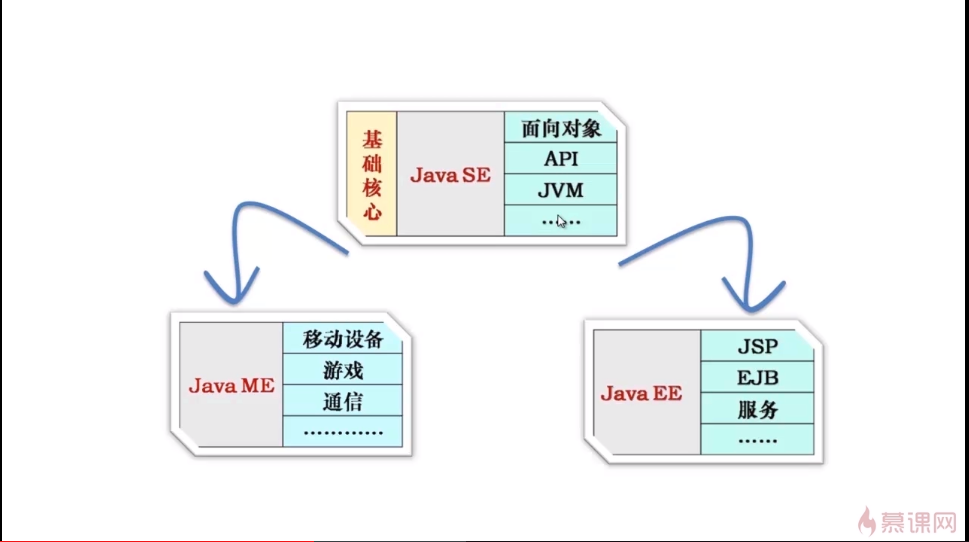 基础核心
Java SE
面向对象
API
JVM
……
Java ME
移动设备
游戏
通信
…………
Java EE
JSP
EJB
服务
……
慕课网